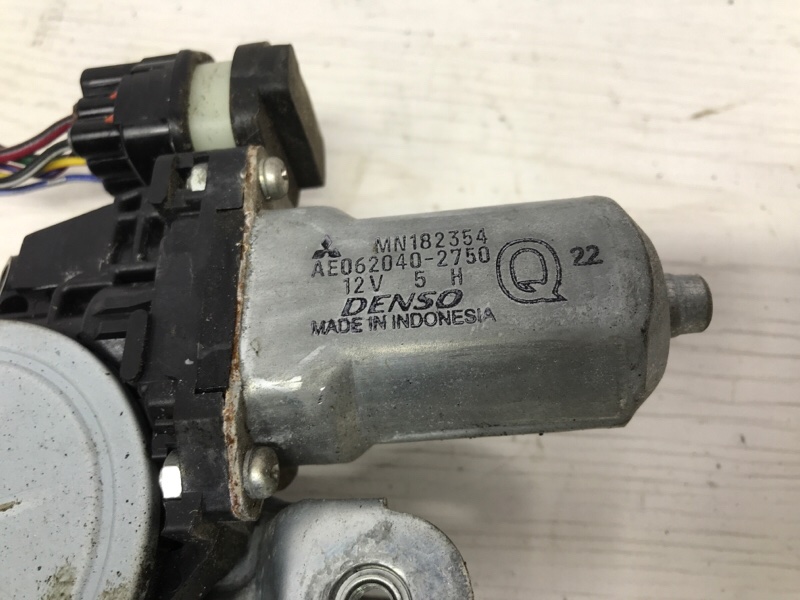 MN182354
AE062040-2750
12V 5 H
DENSO
MADE IN INDONESIA
Q 22